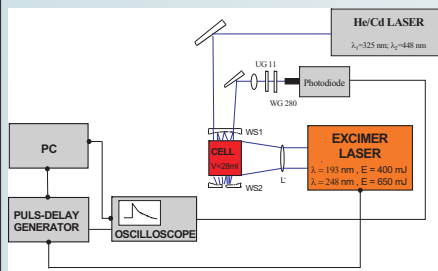 He/Cd LASER
λ₁=325 nm; λ₂=448 nm
UG 11
WG 280
Photodiode
WS1
CELL
V=28ml
WS2
L'
EXCIMER
LASER
λ = 193 nm , E = 400 mJ
λ = 248 nm , E = 650 mJ
PC
PULS-DELAY
GENERATOR
OSCILLOSCOPE